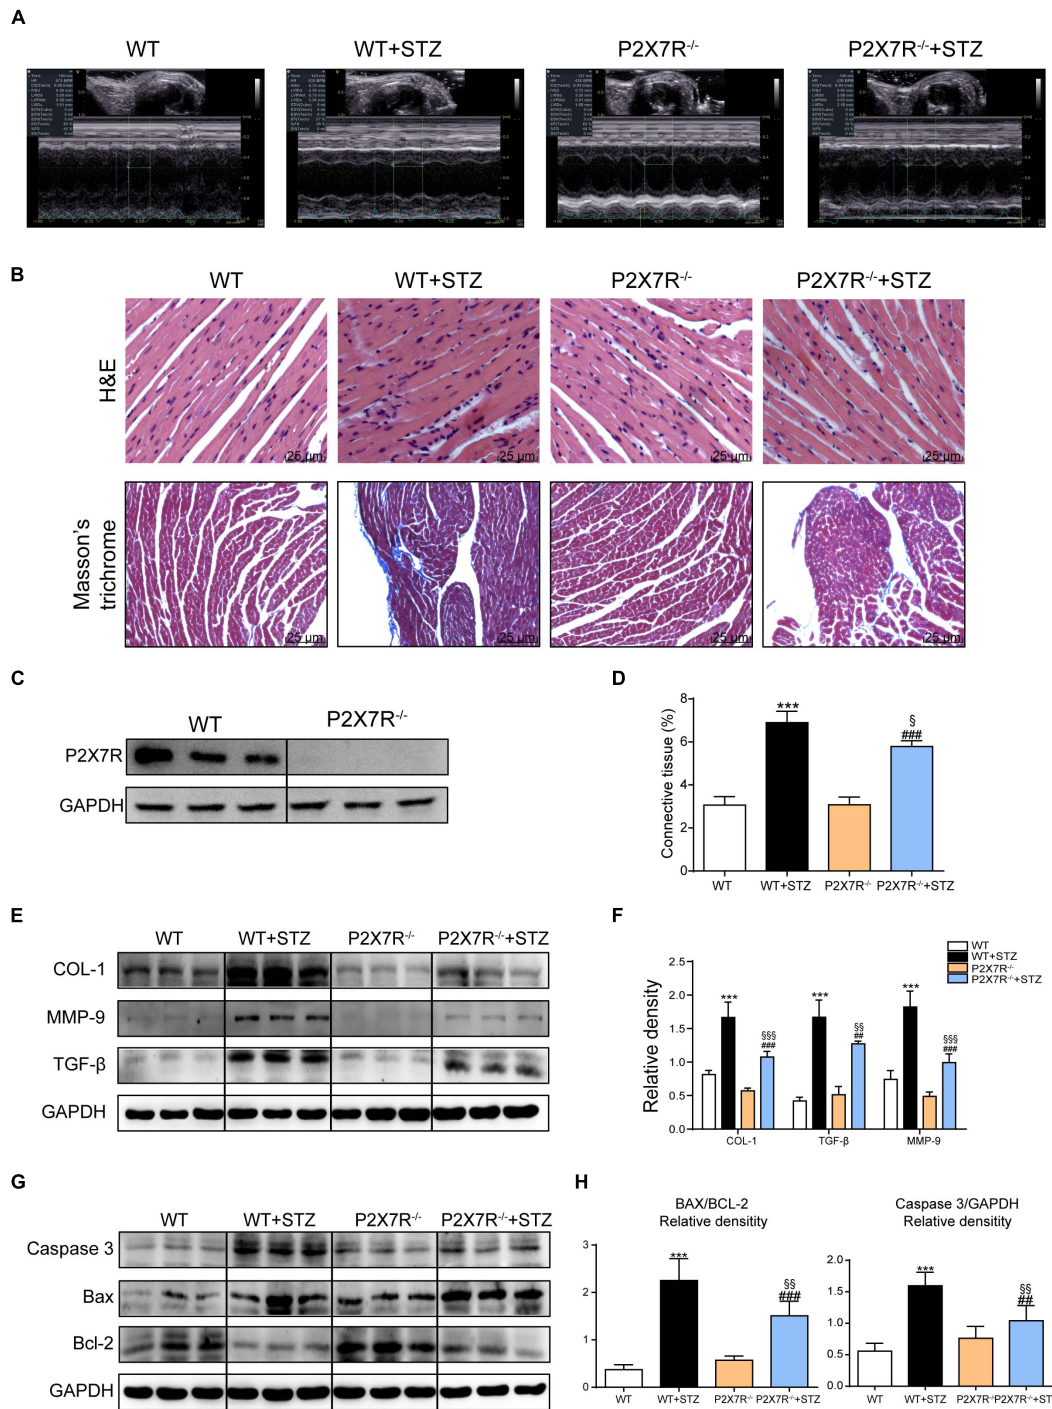 A
WT
WT+STZ
P2X7R-/-
P2X7R-/-+STZ
B
WT
WT+STZ
P2X7R-/-
P2X7R-/-+STZ
H&E
25 µm
25 µm
25 µm
25 µm
Masson's
trichrome
25 µm
25 µm
25 µm
25 µm
C
WT
P2X7R-/-
P2X7R
GAPDH
D
Connective tissue (%)
8
6
4
2
0
***
§
###
WT
WT+STZ
P2X7R-/-
P2X7R-/-+STZ
E
WT
WT+STZ
P2X7R-/-
P2X7R-/-+STZ
COL-1
MMP-9
TGF-β
GAPDH
F
WT
WT+STZ
P2X7R-/-
P2X7R-/-+STZ
Relative density
2.5
2.0
1.5
1.0
0.5
0.0
***
§§§
###
***
§§
##
***
§§§
###
COL-1
TGF-β
MMP-9
G
WT
WT+STZ
P2X7R-/-
P2X7R-/-+STZ
Caspase 3
Bax
Bcl-2
GAPDH
H
BAX/BCL-2
Relative densitity
3
2
1
0
***
§§
###
WT
WT+STZ
P2X7R-/-
P2X7R-/-+STZ
Caspase 3/GAPDH
Relative densitity
2.0
1.5
1.0
0.5
0.0
***
§§
##
WT
WT+STZ
P2X7R-/-
P2X7R-/-+ST